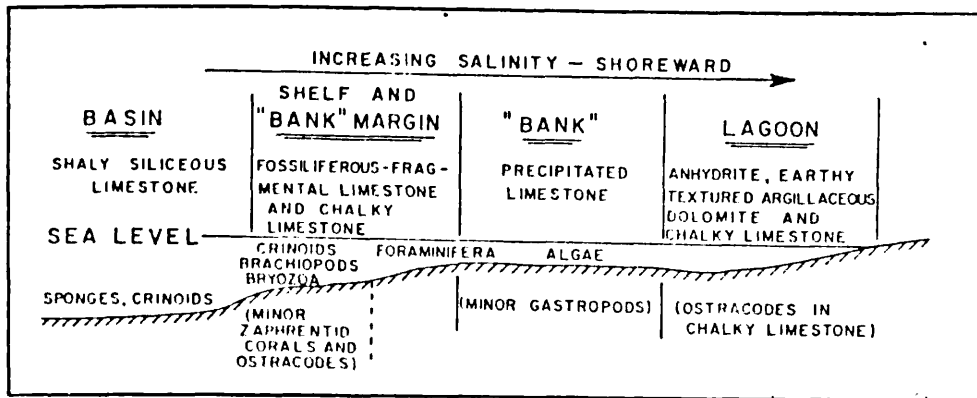 INCREASING SALINITY — SHOREWARD
BASIN
SHALY SILICEOUS
LIMESTONE
SHELF AND
"BANK" MARGIN
FOSSILIFEROUS-FRAG-
MENTAL LIMESTONE
AND CHALKY
LIMESTONE
"BANK"
PRECIPITATED
LIMESTONE
LAGOON
ANHYDRITE, EARTHY
TEXTURED ARGILLACEOUS
DOLOMITE AND
CHALKY LIMESTONE
SEA LEVEL
CRINOIDS
BRACHIOPODS
BRYOZOA
FORAMINIFERA
ALGAE
SPONGES, CRINOIDS
(MINOR
ZAPHRENTID
CORALS AND
OSTRACODES)
(MINOR GASTROPODS)
(OSTRACODES IN
CHALKY LIMESTONE)